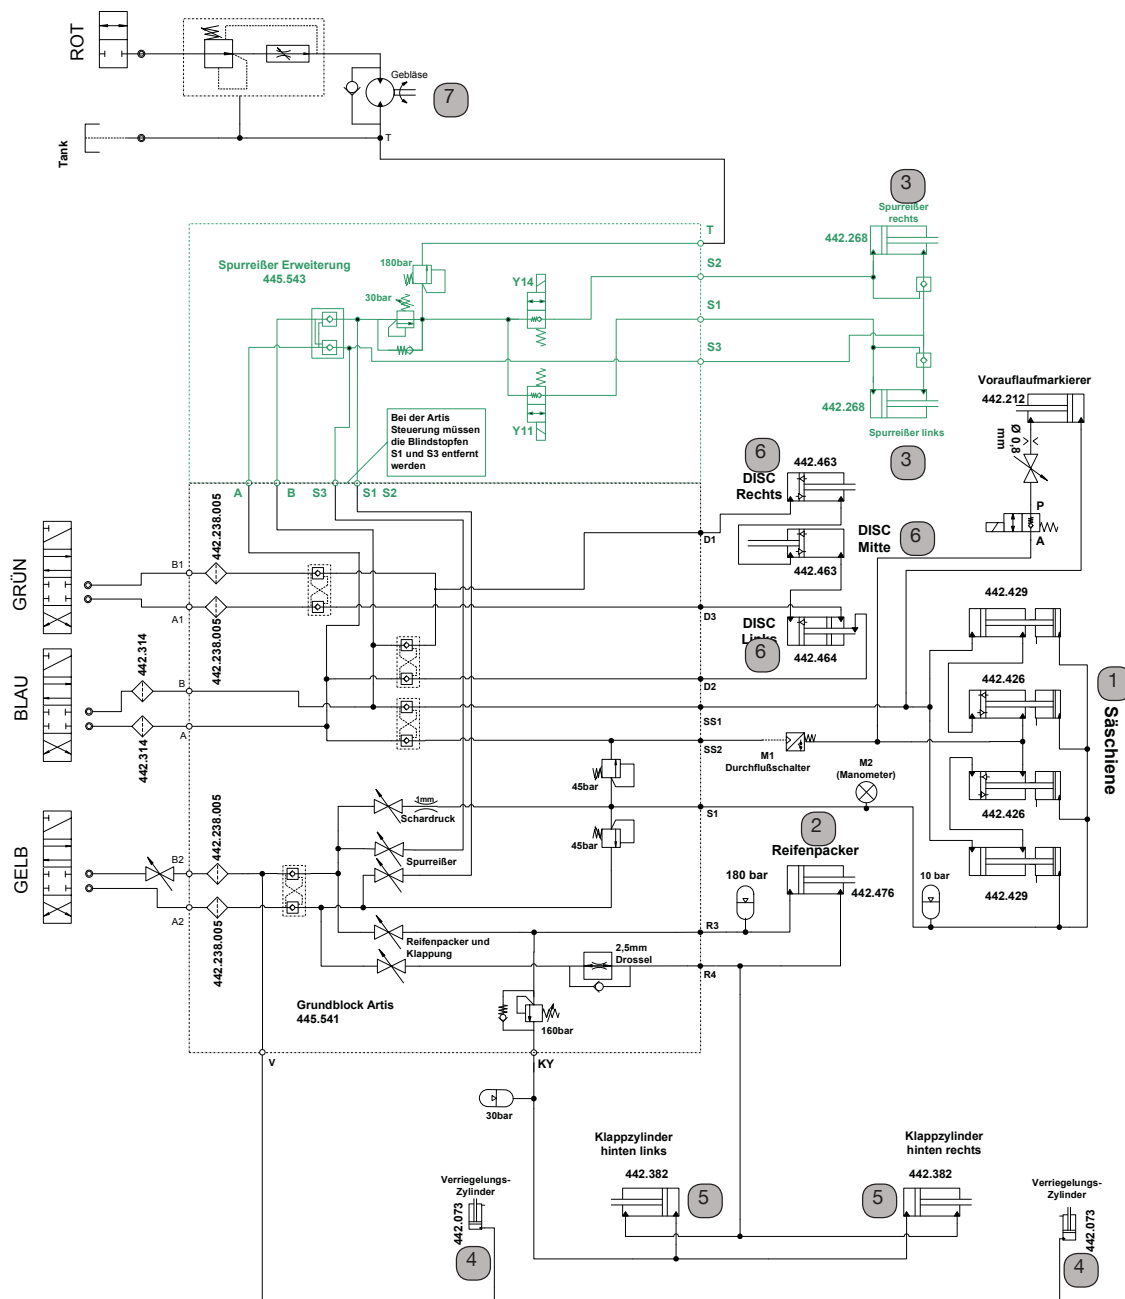 ROT
Gebläse
7
Tank
T
3
Spurreißer
rechts
442.268
T
S2
S1
S3
Spurreißer Erweiterung
445.543
180bar
30bar
Y14
Y11
Bei der Artis
Steuerung müssen
die Blindstopfen
S1 und S3 entfernt
werden
442.268
Spurreißer links
3
Vorauflaufmarkierer
442.212
Ø 0,8
mm
P
A
A
B
S3
S1 S2
6
442.463
DISC
Rechts
D1
DISC
Mitte
6
442.463
GRÜN
B1
442.238.005
A1
442.238.005
D3
DISC
Links
6
442.464
442.429
BLAU
442.314
B
A
442.314
D2
SS1
SS2
442.426
1
Säschiene
M1
Durchflußschalter
M2
(Manometer)
442.426
45bar
1mm
Schardruck
S1
45bar
2
Reifenpacker
GELB
442.238.005
B2
A2
442.238.005
Spurreißer
180 bar
442.476
10 bar
442.429
Reifenpacker und
Klappung
R3
2,5mm
Drossel
R4
Grundblock Artis
445.541
160bar
V
KY
30bar
Klappzylinder
hinten links
442.382
5
Klappzylinder
hinten rechts
442.382
5
Verriegelungs-
Zylinder
442.073
4
Verriegelungs-
Zylinder
442.073
4